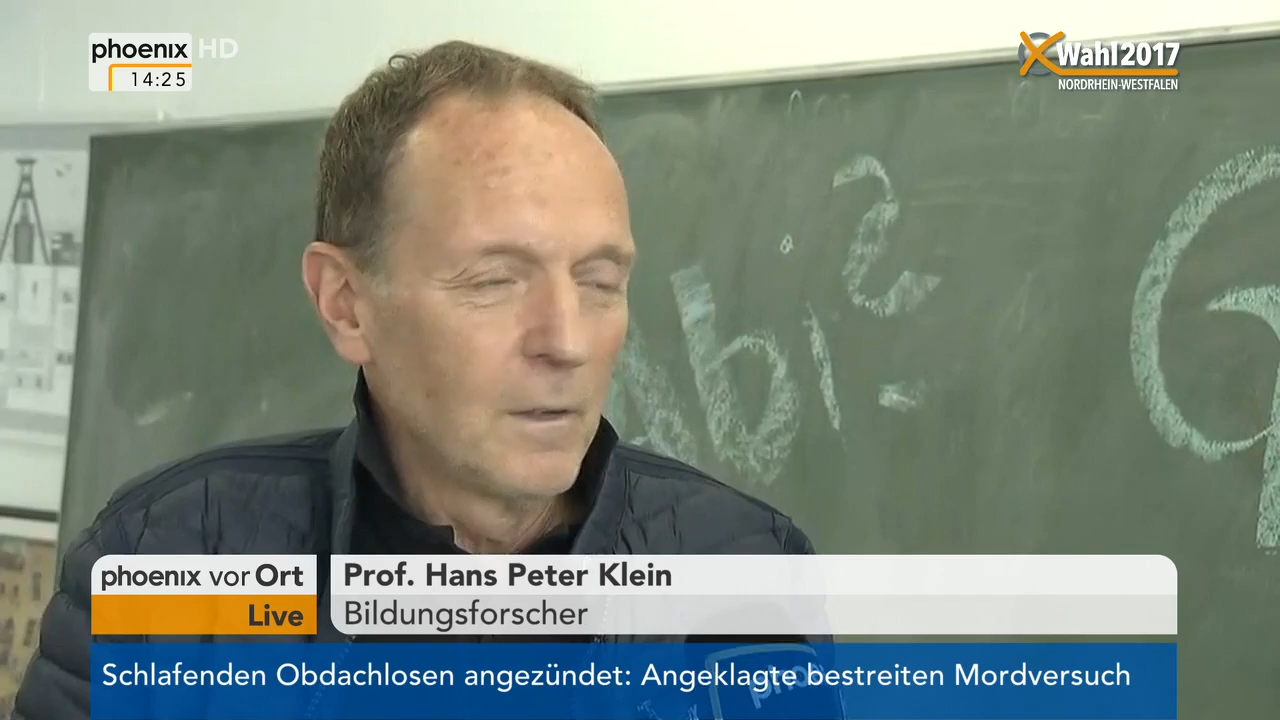 phoenix HD
14:25
Wahl2017
NORDRHEIN-WESTFALEN
Abi?
phoenix vor Ort
Live
Prof. Hans Peter Klein
Bildungsforscher
Schlafenden Obdachlosen angezündet: Angeklagte bestreiten Mordversuch